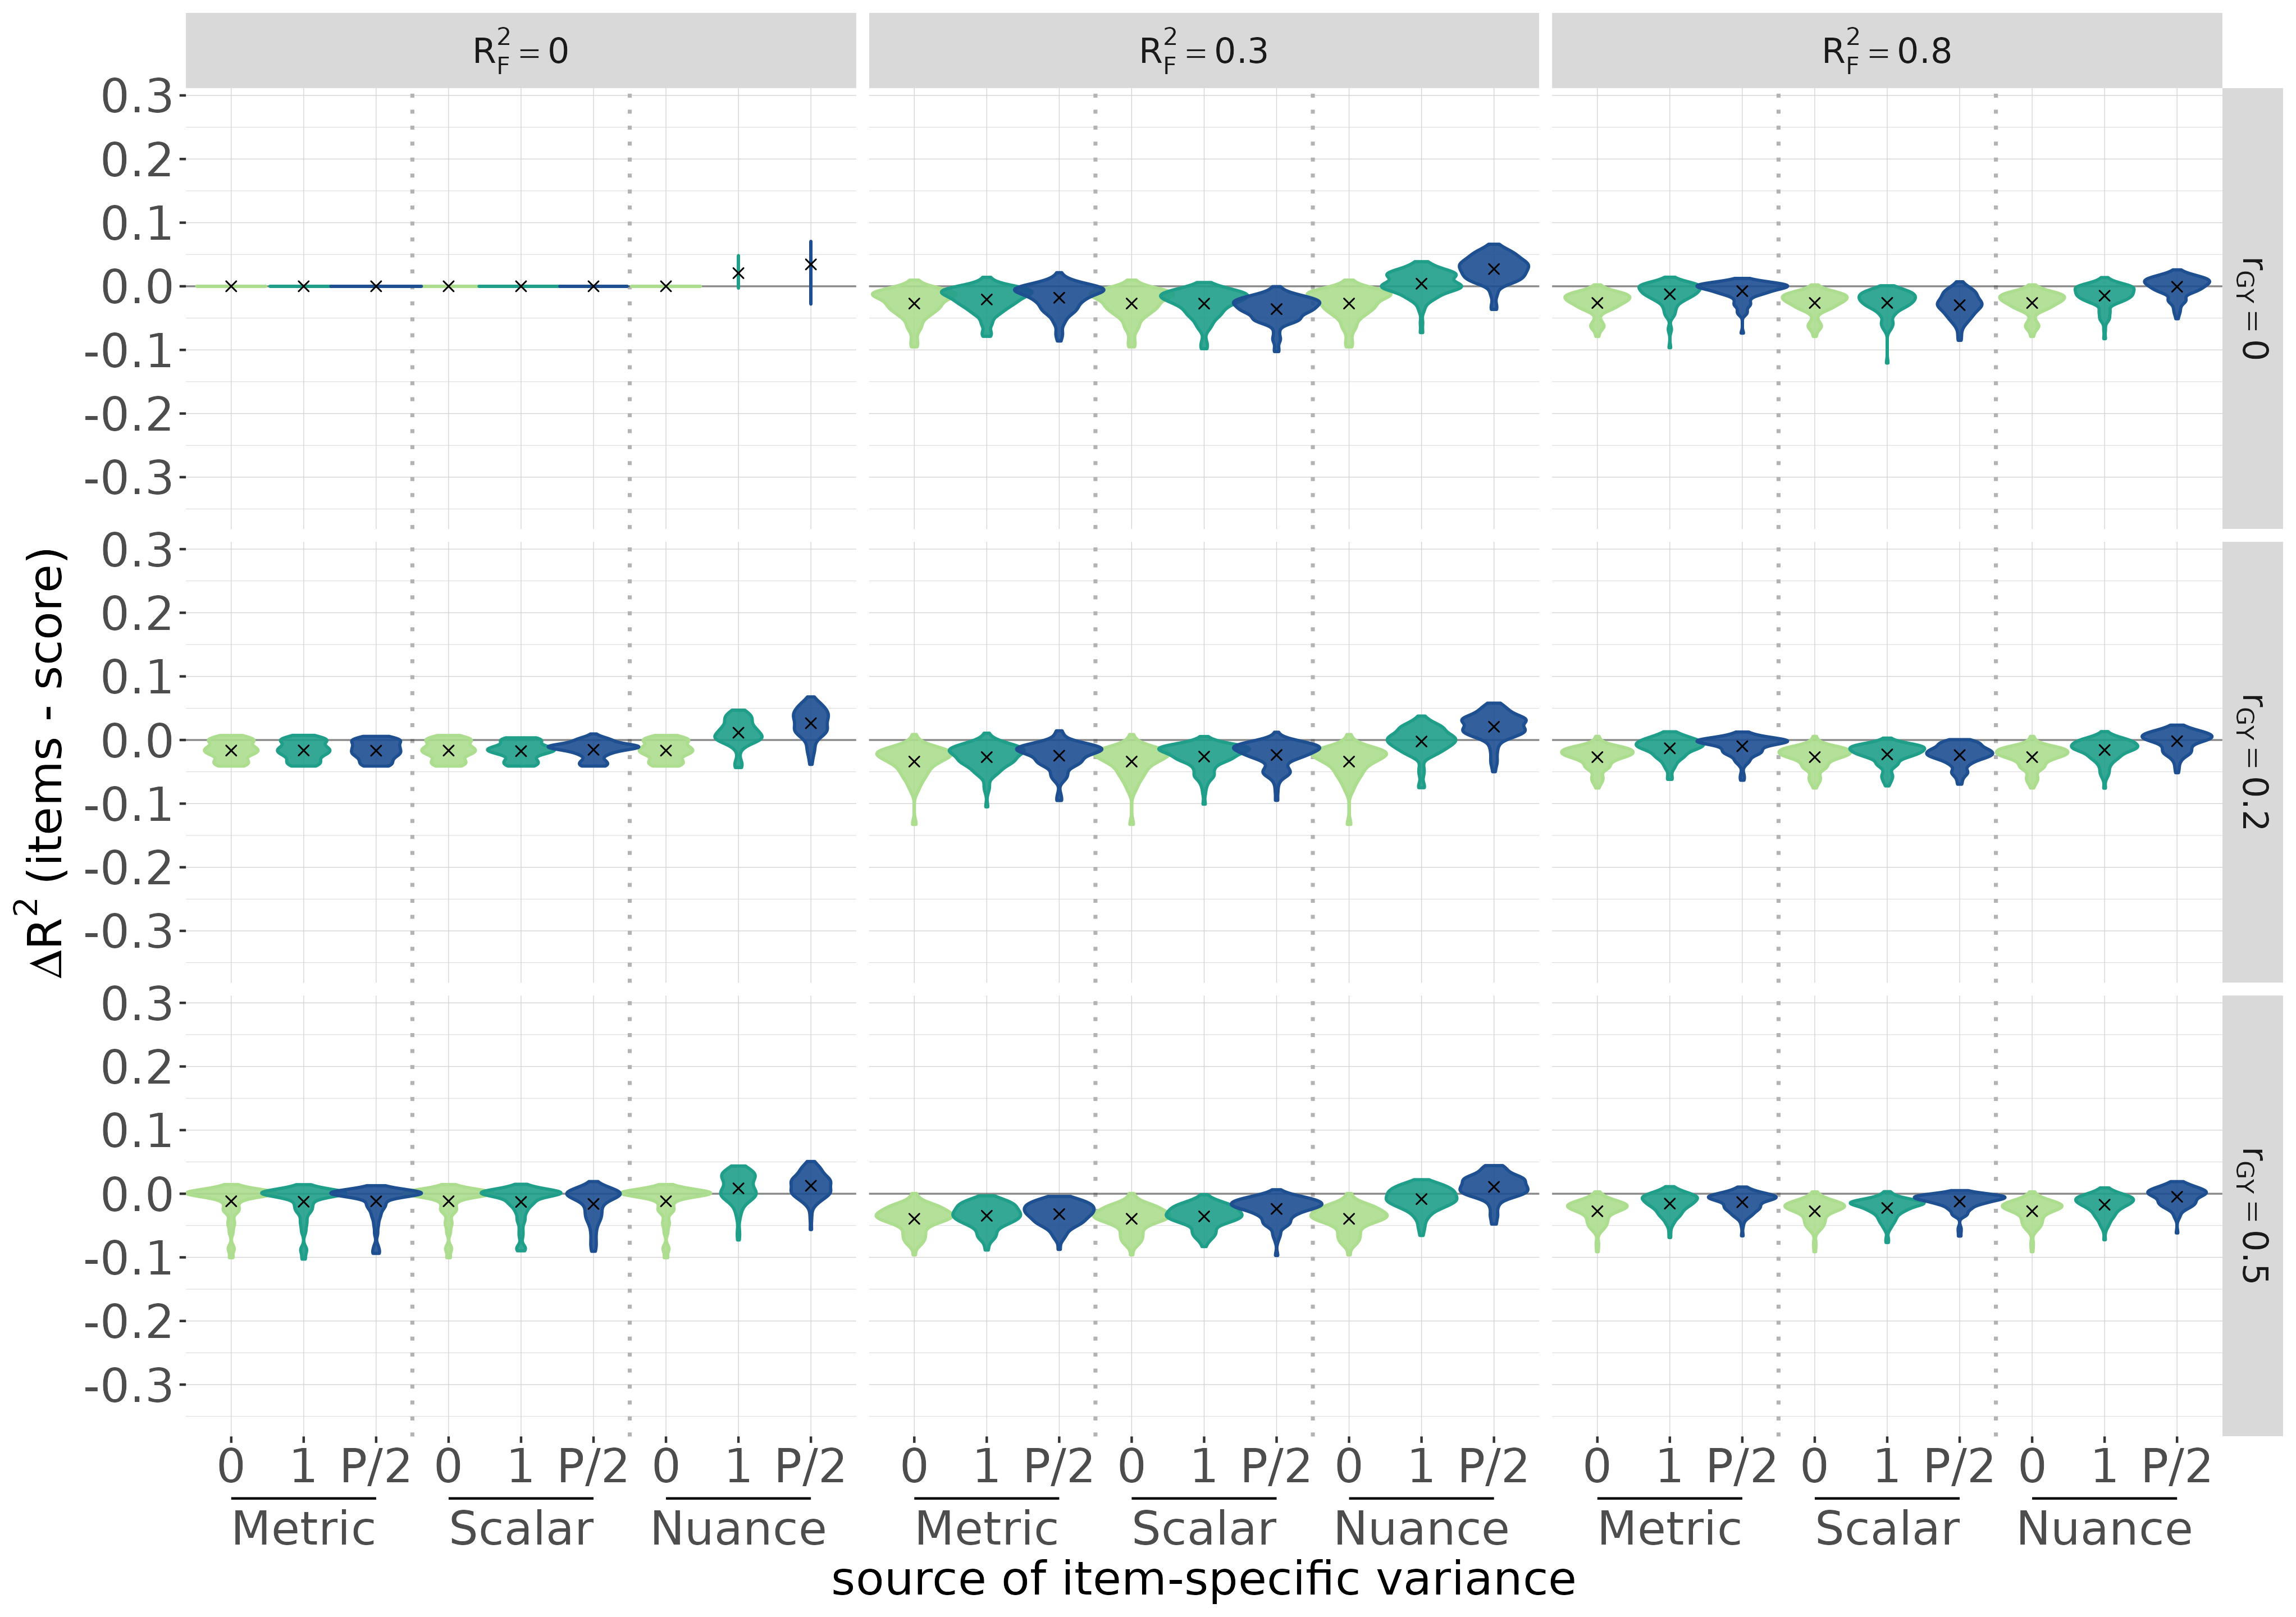 R²F = 0 R²F = 0.3 R²F = 0.8
0.3
0.2
0.1
0.0
-0.1
-0.2
-0.3
rGY = 0
0.3
0.2
0.1
0.0
-0.1
-0.2
-0.3
rGY = 0.2
0.3
0.2
0.1
0.0
-0.1
-0.2
-0.3
rGY = 0.5
ΔR² (items - score)
0 1 P/2 0 1 P/2 0 1 P/2 0 1 P/2 0 1 P/2 0 1 P/2 0 1 P/2 0 1 P/2 0 1 P/2
Metric Scalar Nuance Metric Scalar Nuance Metric Scalar Nuance
source of item-specific variance